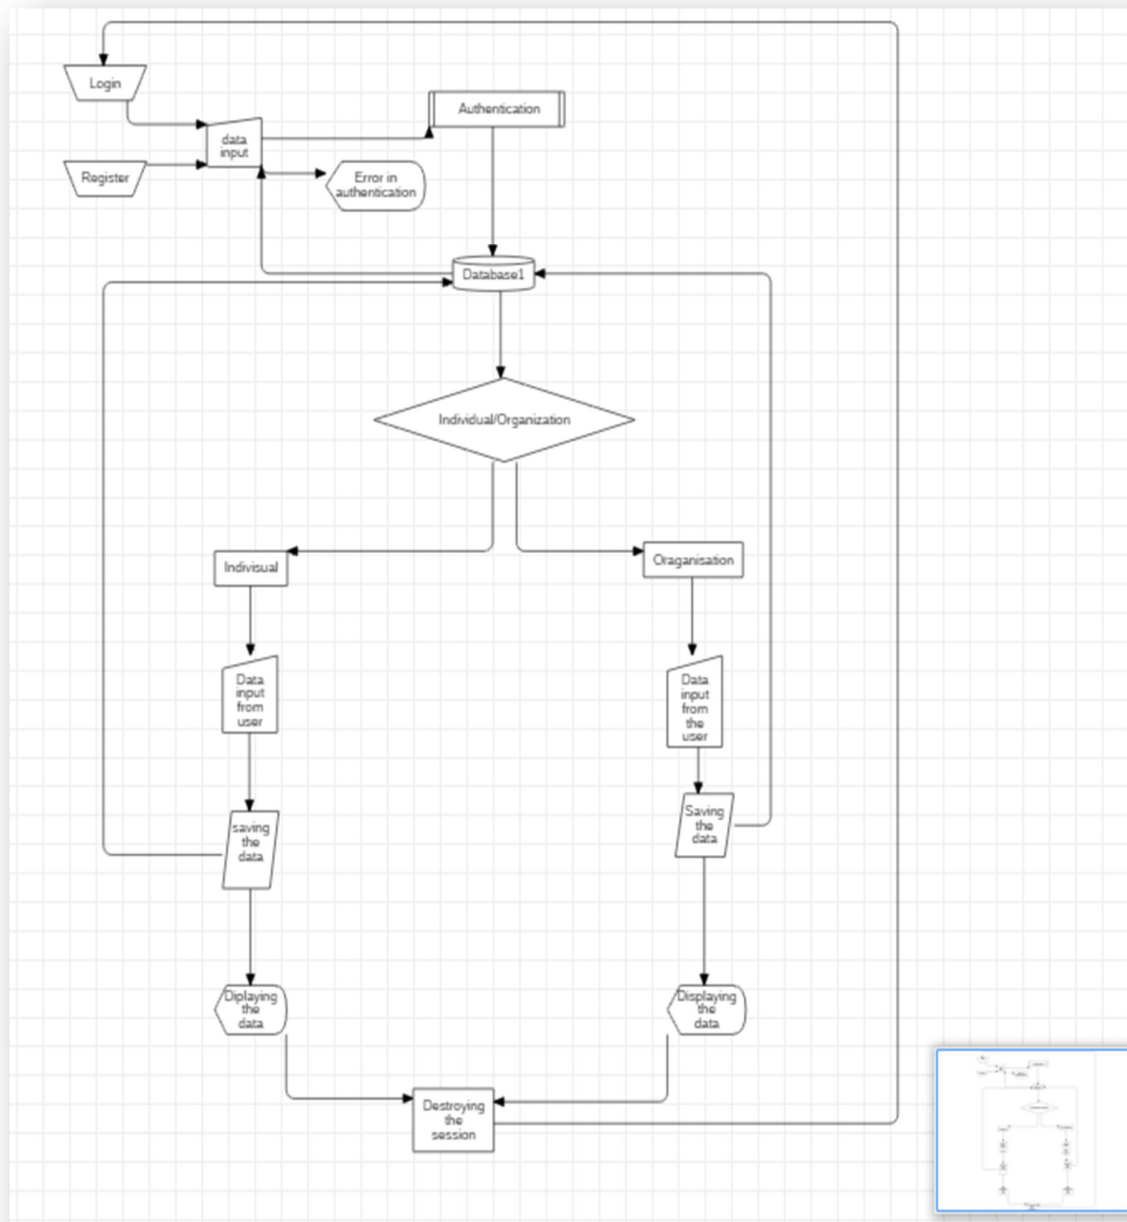 Login
Authentication
data
input
Register
Error in
authentication
Database1
Individual/Organization
Indivisual
Oraganisation
Data
input
from
user
Data
input
from
the
user
saving
the
data
Saving
the
data
Diplaying
the
data
Displaying
the
data
Destroying
the
session